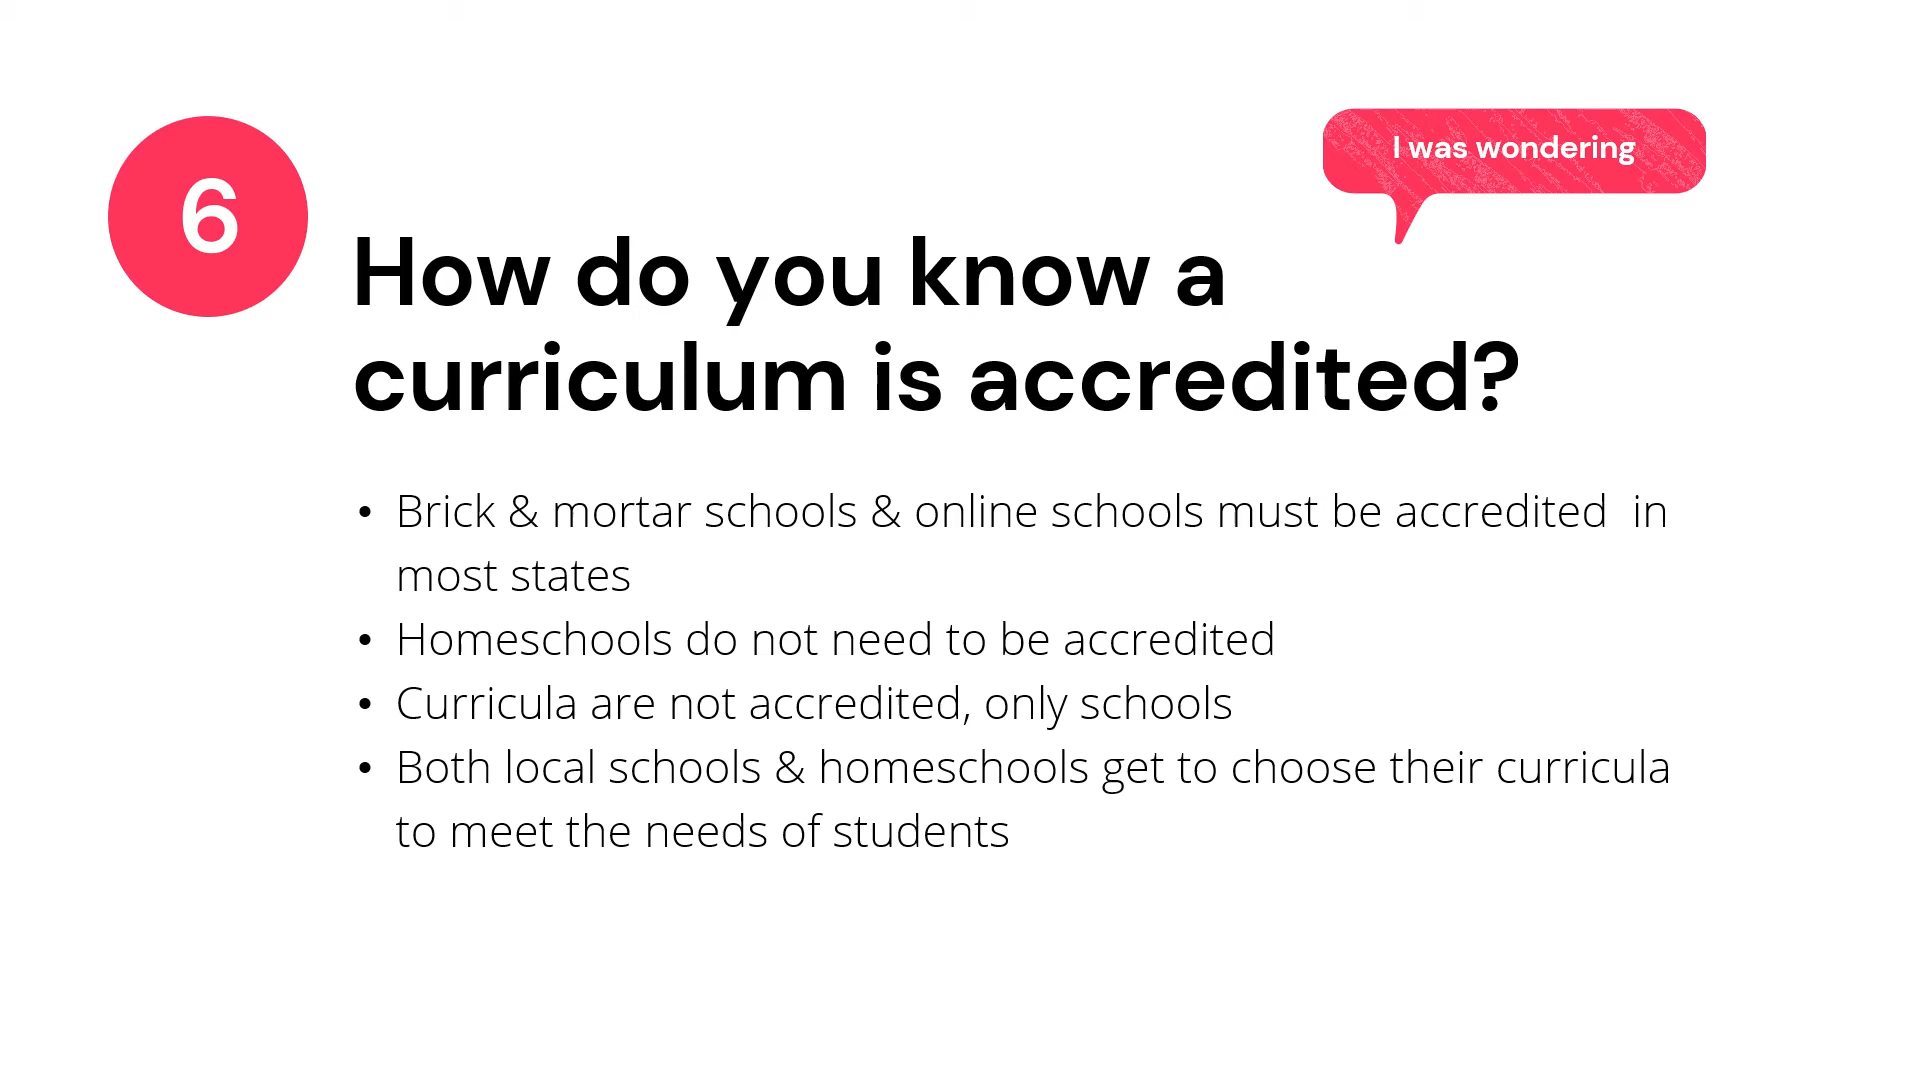 6
I was wondering
How do you know a
curriculum is accredited?
• Brick & mortar schools & online schools must be accredited  in
most states
• Homeschools do not need to be accredited
• Curricula are not accredited, only schools
• Both local schools & homeschools get to choose their curricula
to meet the needs of students